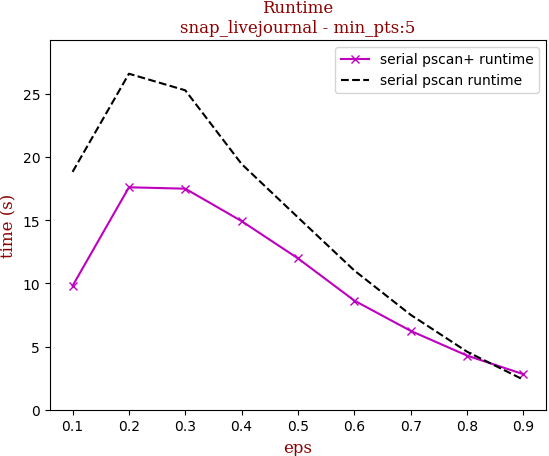 Runtime
snap_livejournal - min_pts:5
serial pscan+ runtime
serial pscan runtime
time (s)
25
20
15
10
5
0
0.1 0.2 0.3 0.4 0.5 0.6 0.7 0.8 0.9
eps